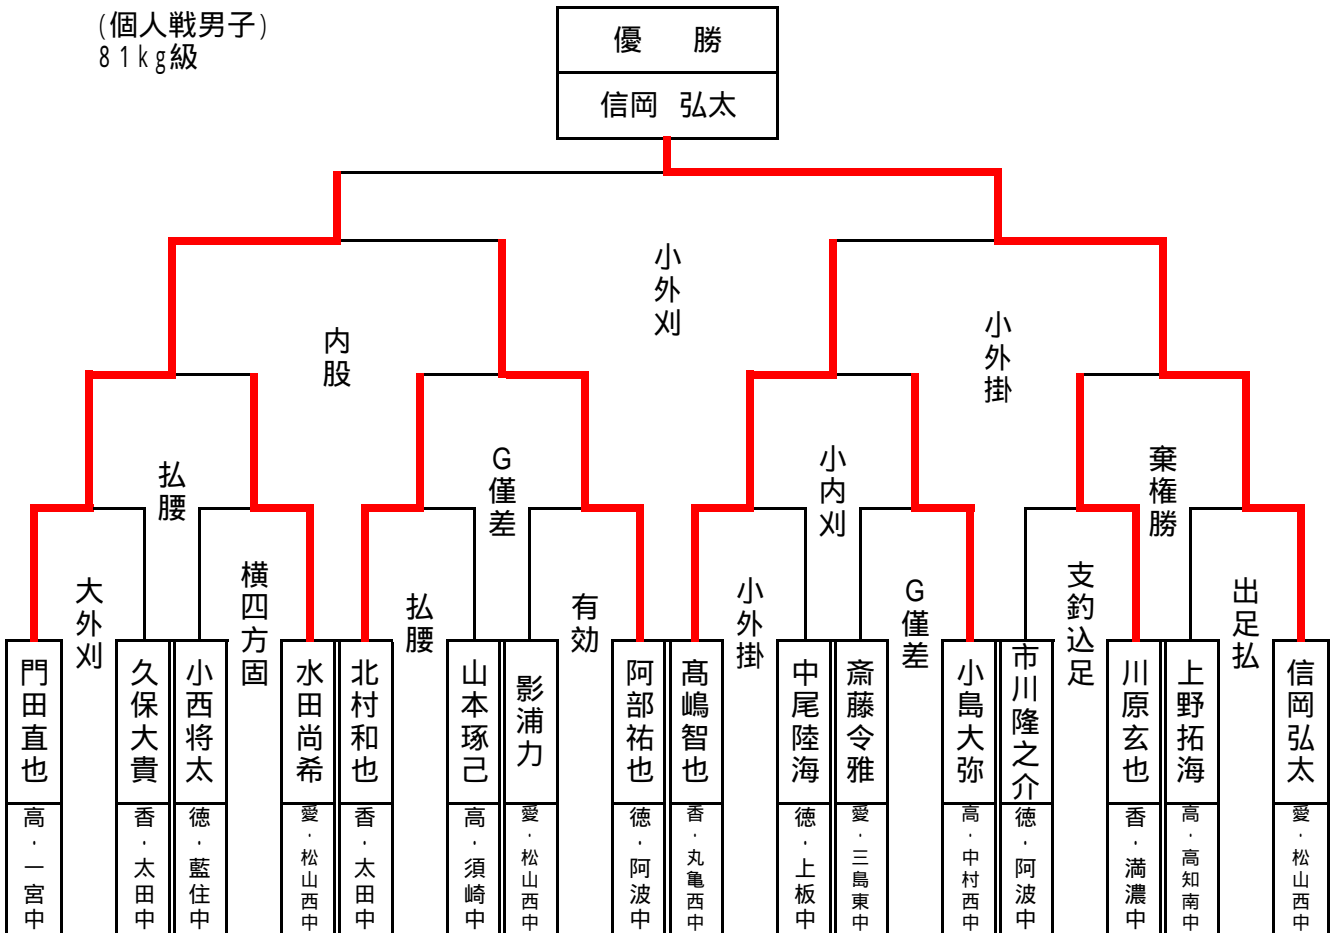 (個人戦男子)
81kg級
優　勝
信岡 弘太
小外刈
内股
小外掛
払腰
G僅差
小内刈
棄権勝
大外刈
横四方固
払腰
有効
小外掛
G僅差
支釣込足
出足払
門田直也
久保大貴
小西将太
水田尚希
北村和也
山本琢己
影浦力
阿部祐也
髙嶋智也
中尾陸海
斎藤令雅
小島大弥
市川隆之介
川原玄也
上野拓海
信岡弘太
高・一宮中
香・太田中
徳・藍住中
愛・松山西中
香・太田中
高・須崎中
愛・松山西中
徳・阿波中
香・丸亀西中
徳・上板中
愛・三島東中
高・中村西中
徳・阿波中
香・満濃中
高・高知南中
愛・松山西中